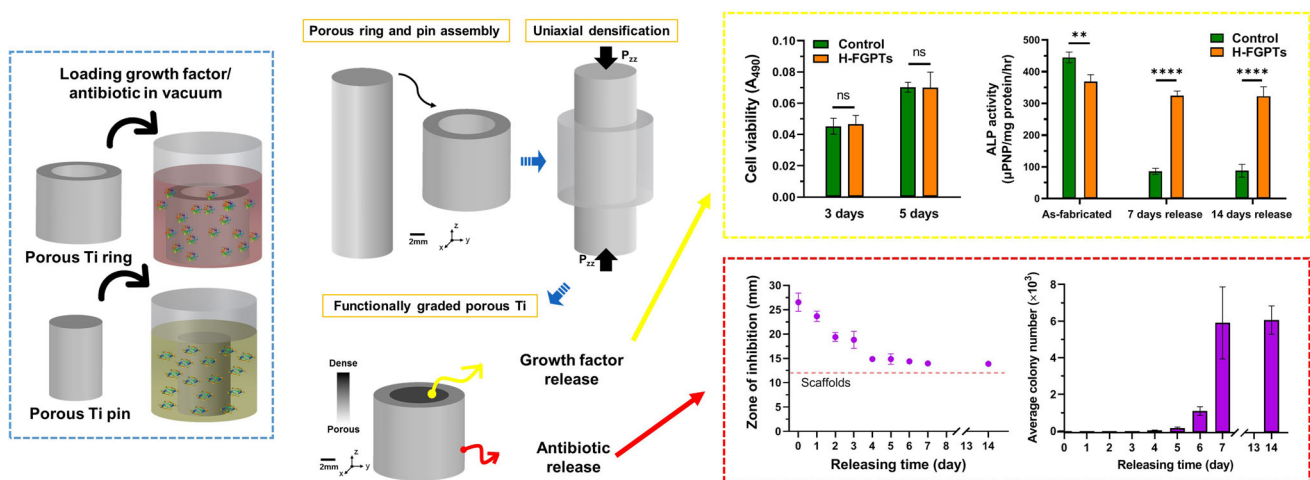 Loading growth factor/
antibiotic in vacuum
Porous Ti ring
Porous Ti pin
Porous ring and pin assembly
2mm
z
y
x
Uniaxial densification
Pzz
Pzz
Functionally graded porous Ti
Dense
Porous
2mm
z
y
x
Growth factor
release
Antibiotic
release
Cell viability (A490)
0.10
0.08
0.06
0.04
0.02
0.00
Control
H-FGPTs
ns
ns
3 days
5 days
ALP activity
(µPNP/mg protein/hr)
500
400
300
200
100
0
Control
H-FGPTs
**
****
****
As-fabricated
7 days release
14 days release
Zone of inhibition (mm)
30
25
20
15
10
5
0
Scaffolds
0 1 2 3 4 5 6 7 8 13 14
Releasing time (day)
Average colony number (×10³)
8
6
4
2
0
0 1 2 3 4 5 6 7 13 14
Releasing time (day)